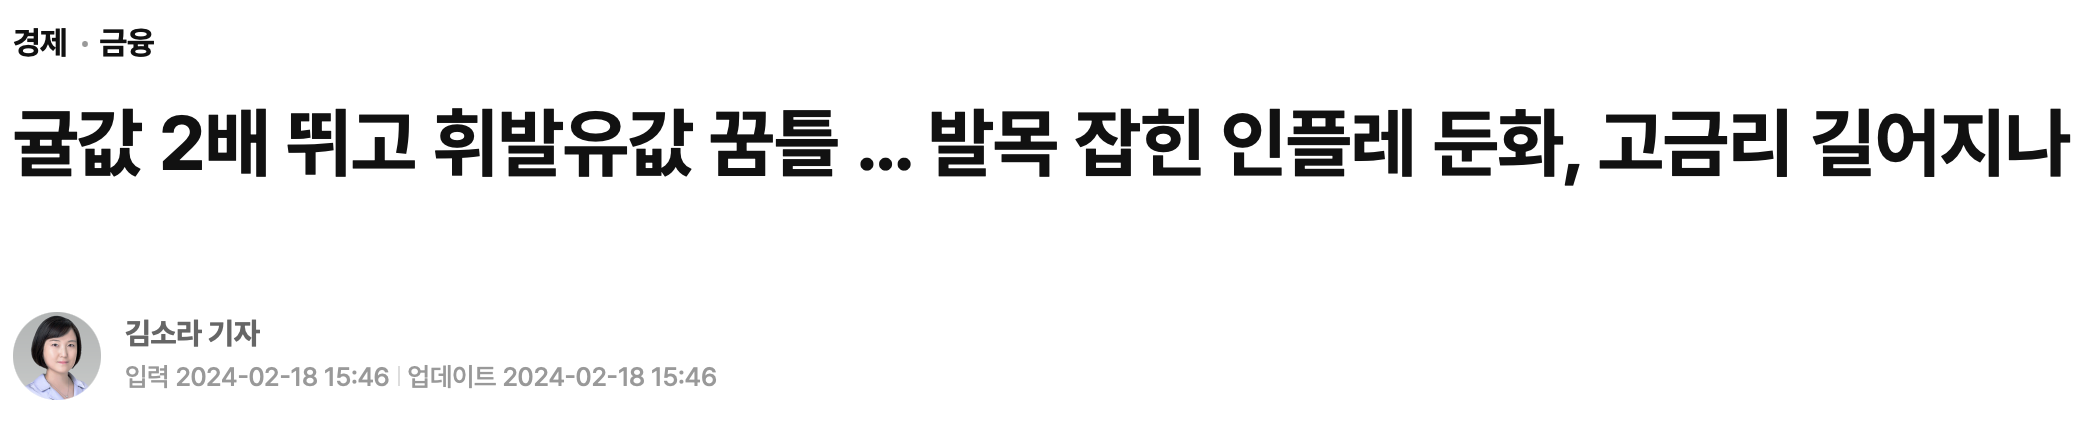 경제 · 금융
귤값 2배 뛰고 휘발유값 꿈틀 ... 발목 잡힌 인플레 둔화, 고금리 길어지나
김소라 기자
입력 2024-02-18 15:46 | 업데이트 2024-02-18 15:46